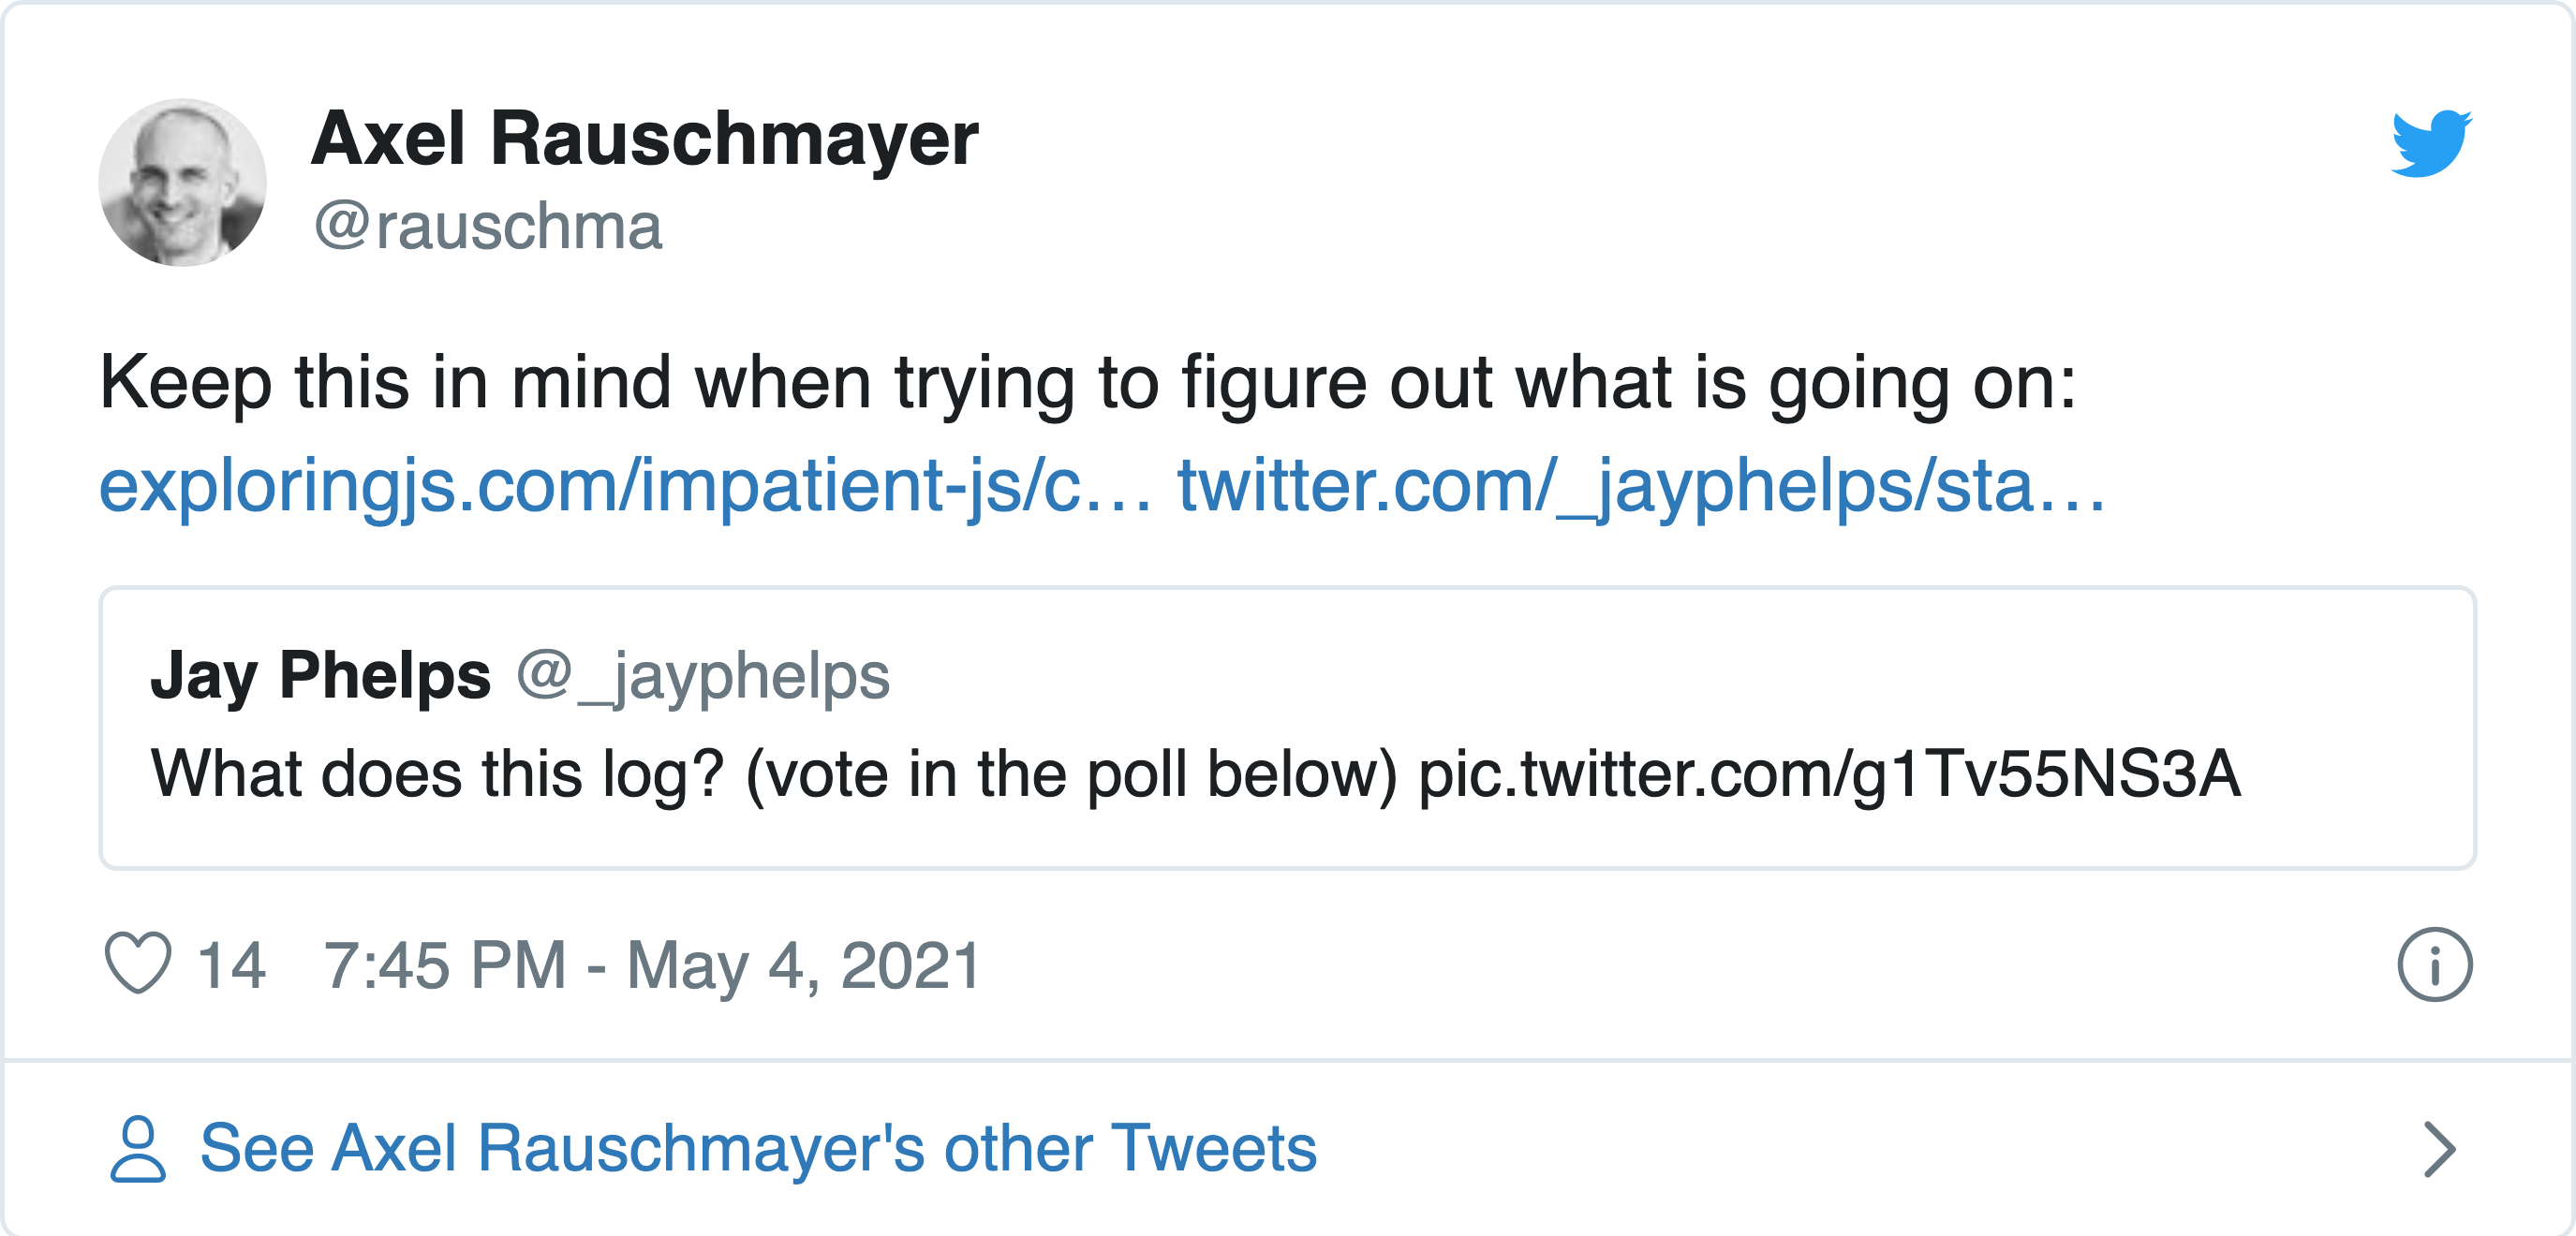 Axel Rauschmayer
@rauschma
Keep this in mind when trying to figure out what is going on:
exploringjs.com/impatient-js/c… twitter.com/_jayphelps/sta…
Jay Phelps @_jayphelps
What does this log? (vote in the poll below) pic.twitter.com/g1Tv55NS3A
14 7:45 PM - May 4, 2021
See Axel Rauschmayer's other Tweets